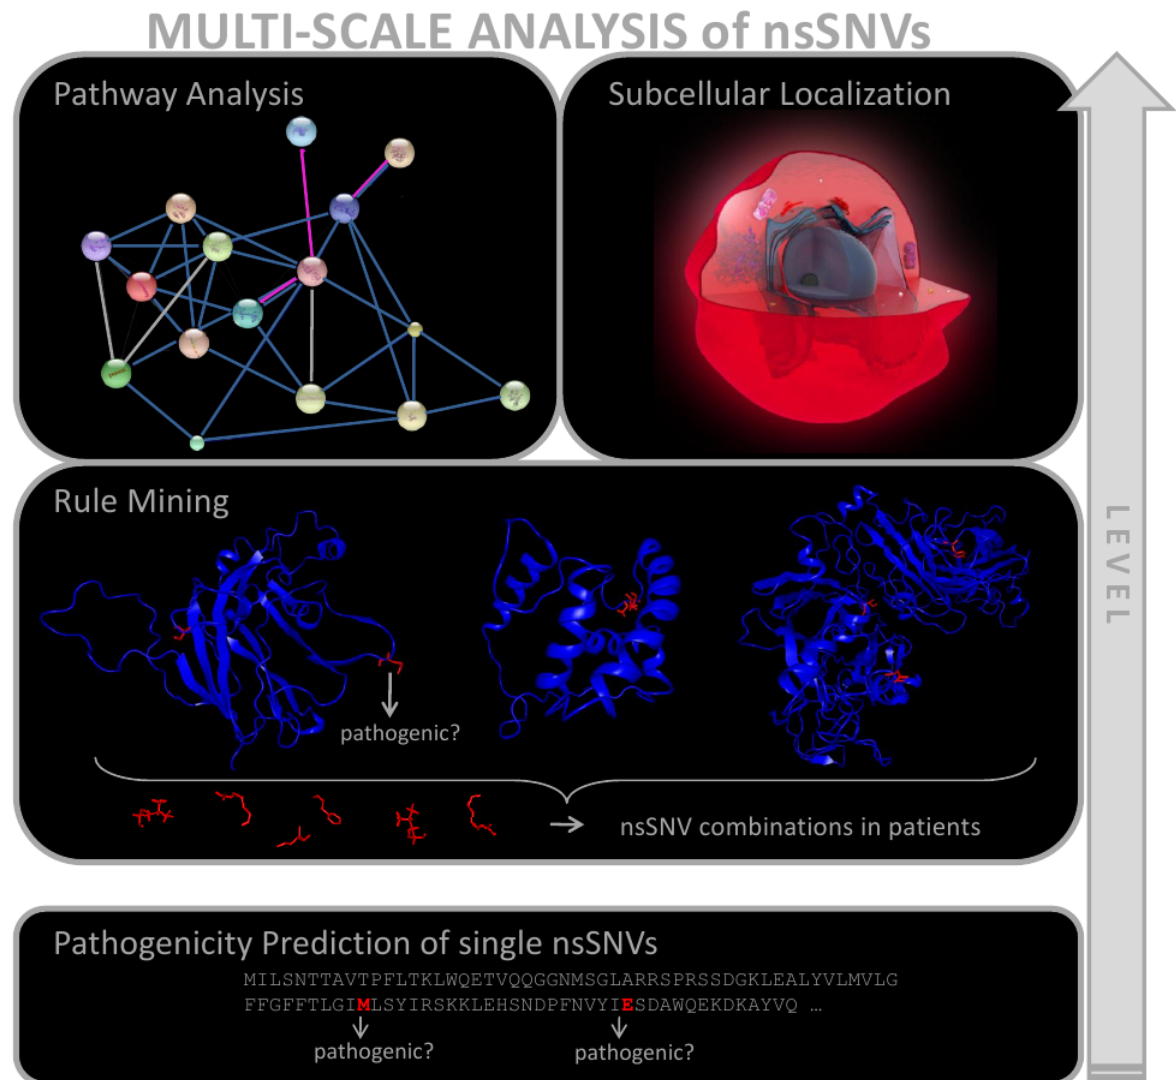 MULTI-SCALE ANALYSIS of nsSNVs
Pathway Analysis
Subcellular Localization
LEVEL
Rule Mining
pathogenic?
nsSNV combinations in patients
Pathogenicity Prediction of single nsSNVs
MILSNTTAVTPFLTKLWQETVQQGGNMSGLARRSPRSSDGKLEALYVLMVLG
FFGFFTLGIMLSYIRSKKLEHSNDPFNVYIESDAWQEKDKAYVQ …
pathogenic?
pathogenic?